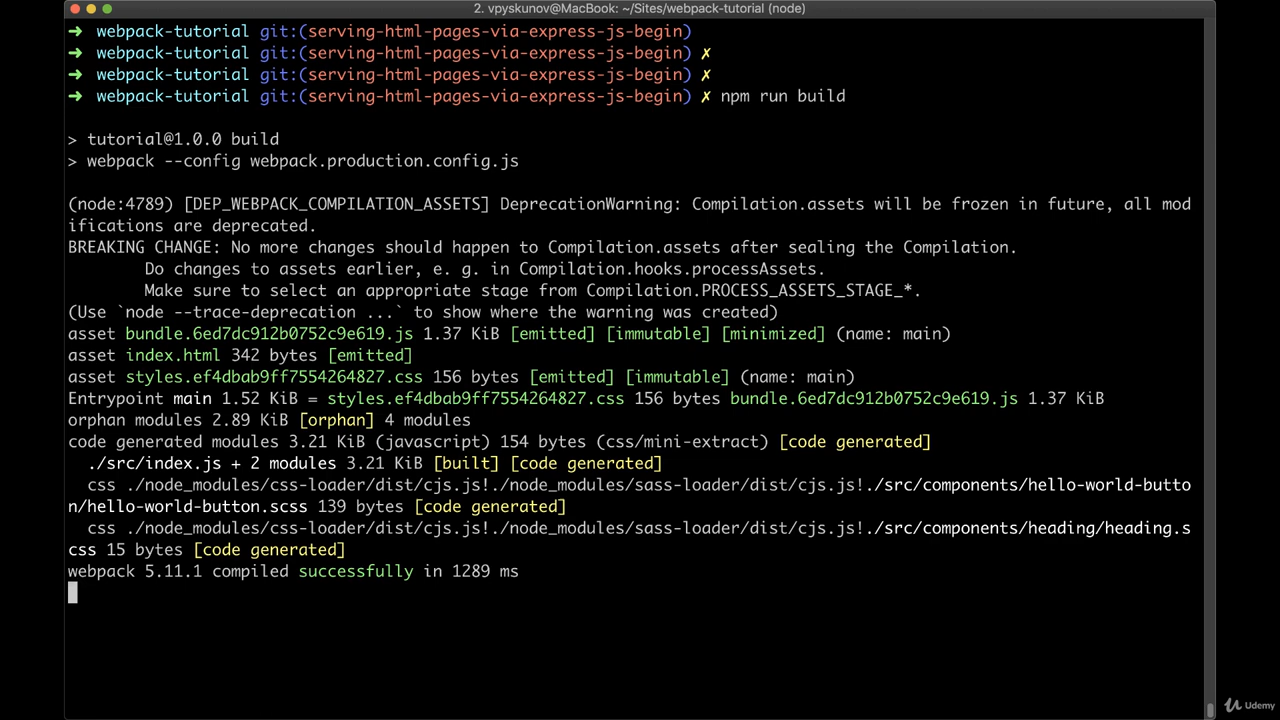 2. vpyskunov@MacBook: ~/Sites/webpack-tutorial (node)
➜ webpack-tutorial git:(serving-html-pages-via-express-js-begin)
➜ webpack-tutorial git:(serving-html-pages-via-express-js-begin) ✗
➜ webpack-tutorial git:(serving-html-pages-via-express-js-begin) ✗
➜ webpack-tutorial git:(serving-html-pages-via-express-js-begin) ✗ npm run build
> tutorial@1.0.0 build
> webpack --config webpack.production.config.js
(node:4789) [DEP_WEBPACK_COMPILATION_ASSETS] DeprecationWarning: Compilation.assets will be frozen in future, all mod
ifications are deprecated.
BREAKING CHANGE: No more changes should happen to Compilation.assets after sealing the Compilation.
Do changes to assets earlier, e. g. in Compilation.hooks.processAssets.
Make sure to select an appropriate stage from Compilation.PROCESS_ASSETS_STAGE_*.
(Use `node --trace-deprecation ...` to show where the warning was created)
asset bundle.6ed7dc912b0752c9e619.js 1.37 KiB [emitted] [immutable] [minimized] (name: main)
asset index.html 342 bytes [emitted]
asset styles.ef4dbab9ff7554264827.css 156 bytes [emitted] [immutable] (name: main)
Entrypoint main 1.52 KiB = styles.ef4dbab9ff7554264827.css 156 bytes bundle.6ed7dc912b0752c9e619.js 1.37 KiB
orphan modules 2.89 KiB [orphan] 4 modules
code generated modules 3.21 KiB (javascript) 154 bytes (css/mini-extract) [code generated]
./src/index.js + 2 modules 3.21 KiB [built] [code generated]
css ./node_modules/css-loader/dist/cjs.js!./node_modules/sass-loader/dist/cjs.js!./src/components/hello-world-butto
n/hello-world-button.scss 139 bytes [code generated]
css ./node_modules/css-loader/dist/cjs.js!./node_modules/sass-loader/dist/cjs.js!./src/components/heading/heading.s
css 15 bytes [code generated]
webpack 5.11.1 compiled successfully in 1289 ms
Udemy